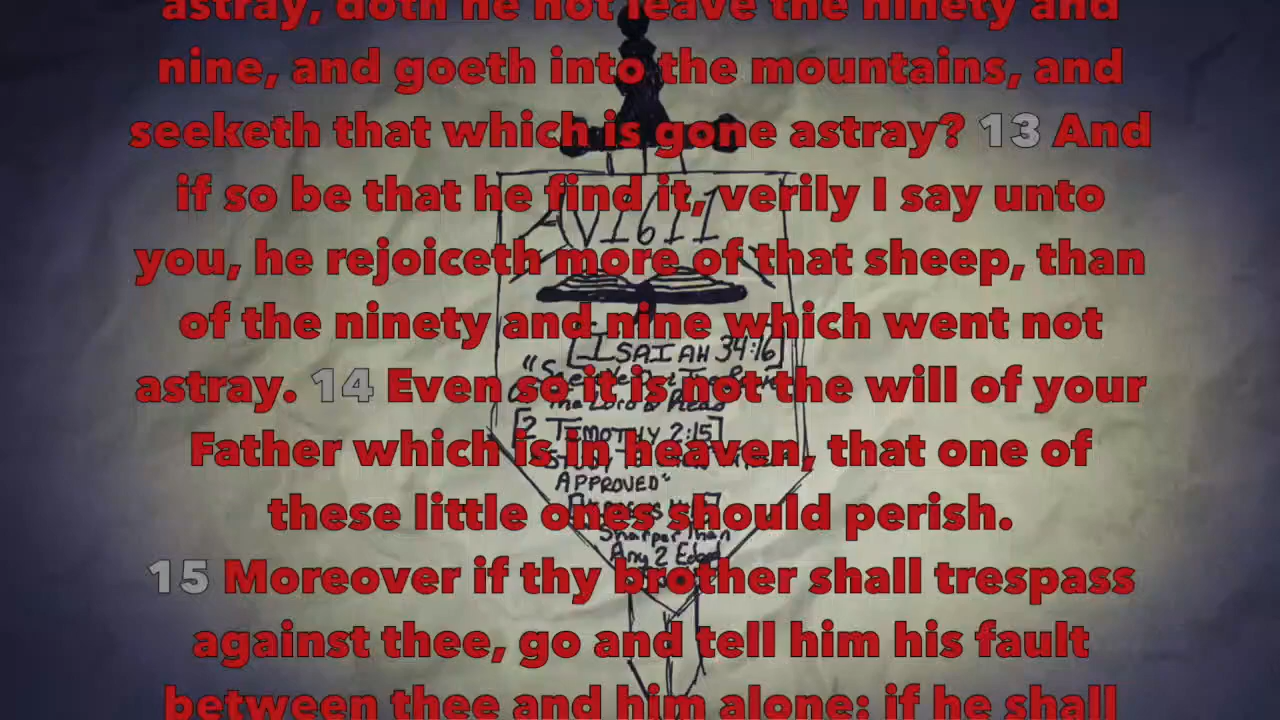 astray, doth he not leave the ninety and
nine, and goeth into the mountains, and
seeketh that which is gone astray? 13 And
if so be that he find it, verily I say unto
AV1611
you, he rejoiceth more of that sheep, than
of the ninety and nine which went not
[ISAIAH 34:16]
astray. 14 Even so it is not the will of your
The Lord & Read
[2 TIMOTHY 2:15]
Father which is in heaven, that one of
APPROVED"
these little ones should perish.
Sharper than
Any 2 Edged
15 Moreover if thy brother shall trespass
against thee, go and tell him his fault
between thee and him alone: if he shall